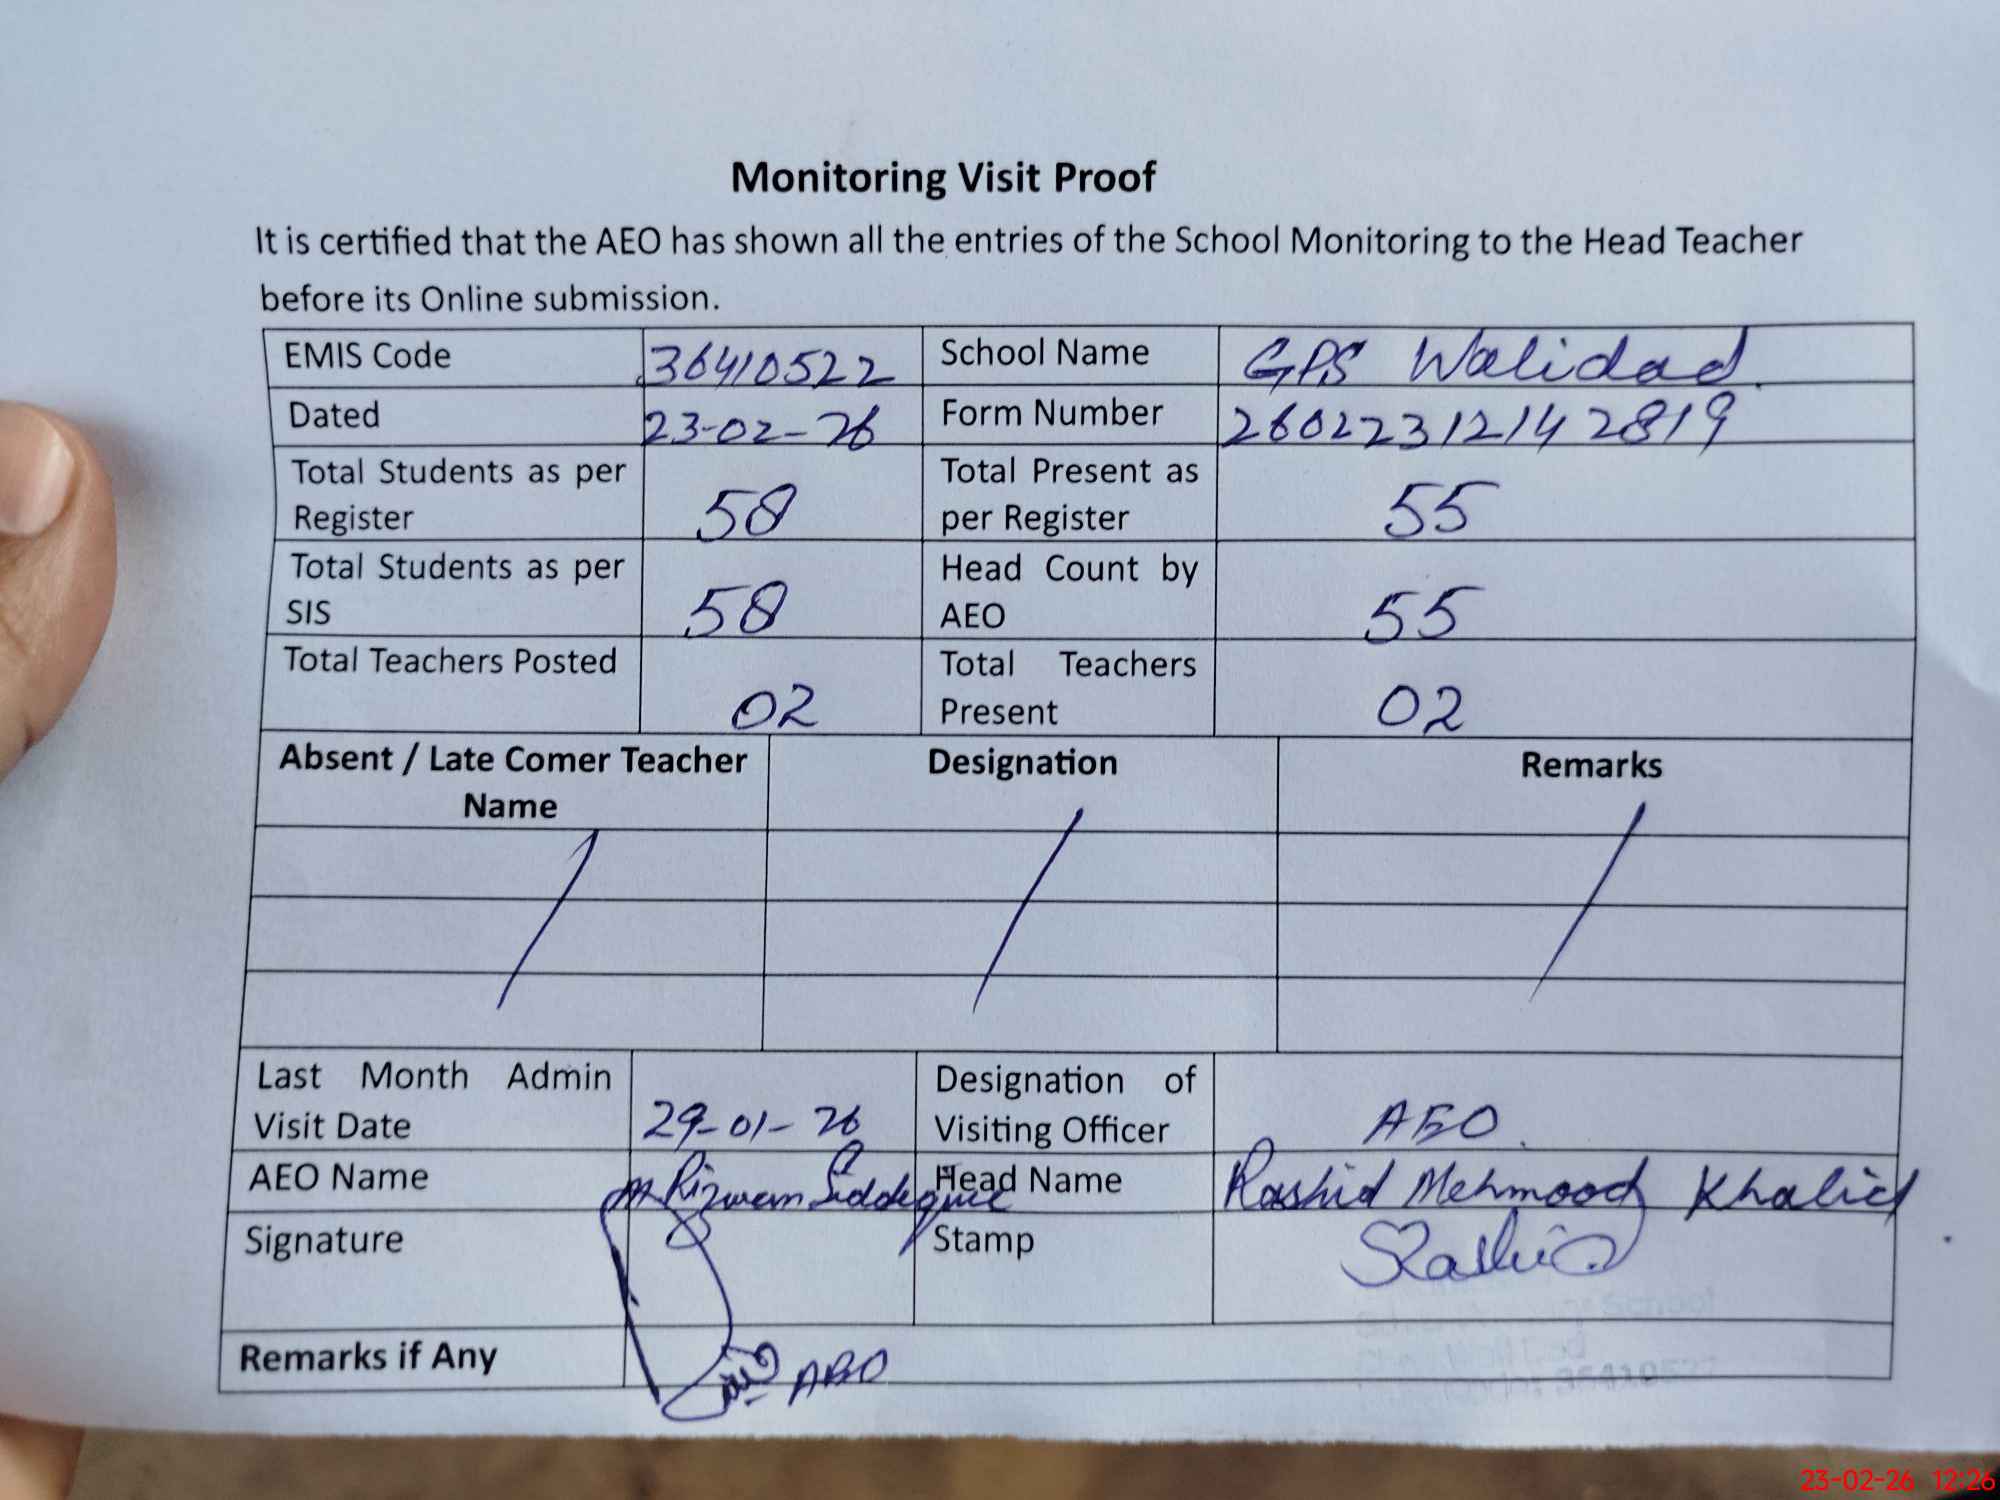 Monitoring Visit Proof
It is certified that the AEO has shown all the entries of the School Monitoring to the Head Teacher
before its Online submission.
EMIS Code 36410522 School Name GPS Walidad
Dated 23-02-26 Form Number 260223121142819
Total Students as per Register 58 Total Present as per Register 55
Total Students as per SIS 58 Head Count by AEO 55
Total Teachers Posted 02 Total Teachers Present 02
Absent / Late Comer Teacher Name Designation Remarks
Last Month Admin Visit Date 29-01-26 Designation of Visiting Officer AEO
AEO Name M Rizwan Siddeque Head Name Rashid Mehmood Khalid
Signature Stamp Rashid
School
Remarks if Any AEO
23-02-26 12:26